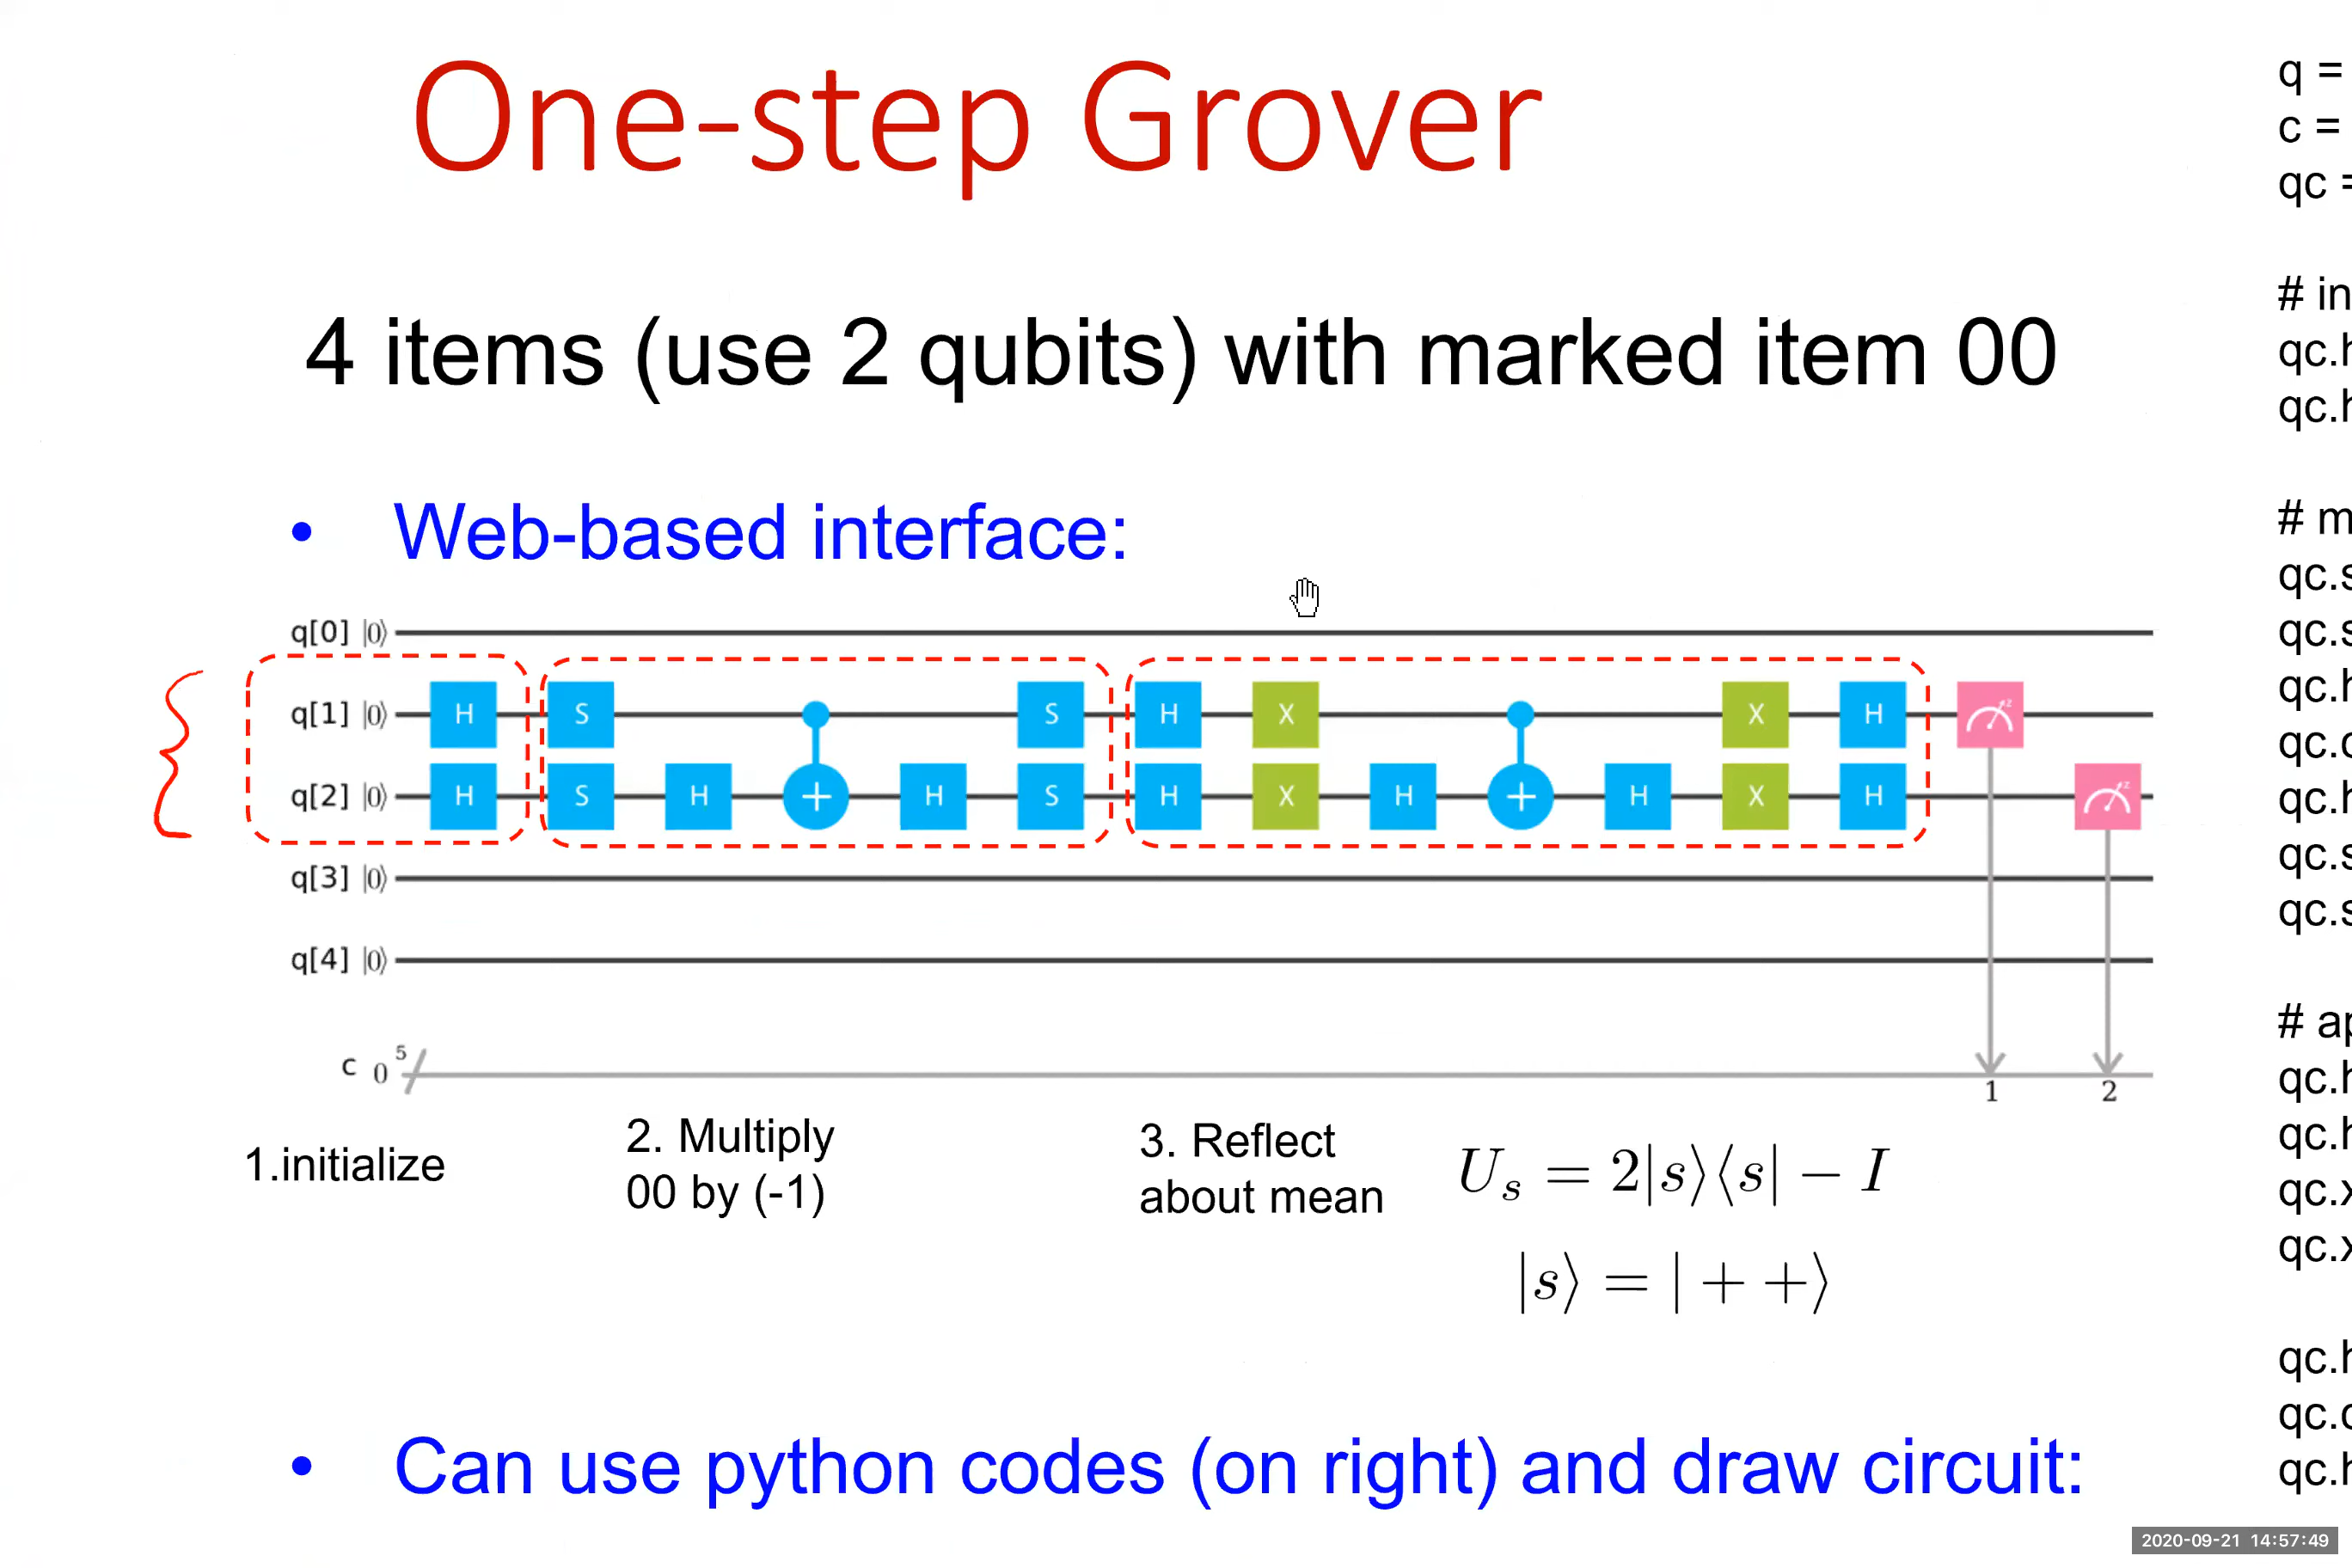 One-step Grover
4 items (use 2 qubits) with marked item 00
• Web-based interface:
q[0] |0⟩
q[1] |0⟩ H S S H X X H
q[2] |0⟩ H S H + H S H X H + H X H
q[3] |0⟩
q[4] |0⟩
c 0 5
1 2
1.initialize
2. Multiply
00 by (-1)
3. Reflect
about mean
U_s = 2|s⟩⟨s| − I
|s⟩ = | + +⟩
• Can use python codes (on right) and draw circuit:
q =
c =
qc =
# in
qc.h
qc.h
# m
qc.s
qc.s
qc.h
qc.c
qc.h
qc.s
qc.s
# ap
qc.h
qc.h
qc.x
qc.x
qc.h
qc.c
qc.h
2020-09-21 14:57:49